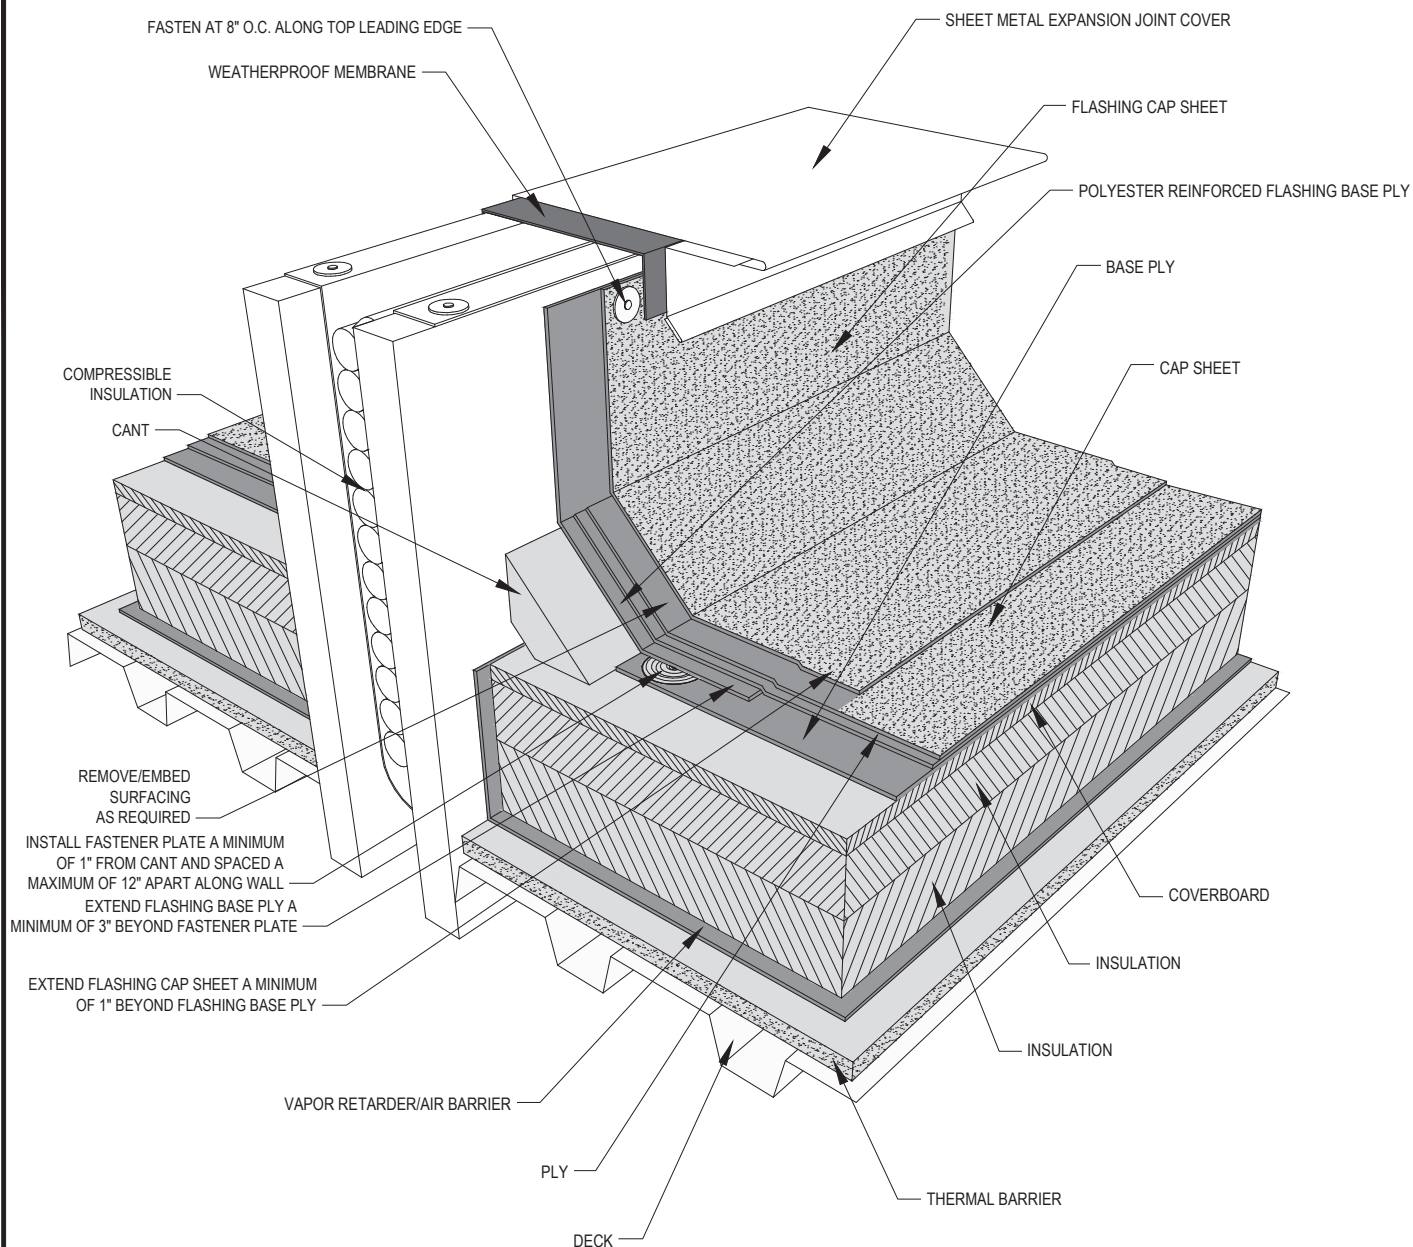 FASTEN AT 8" O.C. ALONG TOP LEADING EDGE
SHEET METAL EXPANSION JOINT COVER
WEATHERPROOF MEMBRANE
FLASHING CAP SHEET
POLYESTER REINFORCED FLASHING BASE PLY
BASE PLY
CAP SHEET
COMPRESSIBLE
INSULATION
CANT
REMOVE/EMBED
SURFACING
AS REQUIRED
INSTALL FASTENER PLATE A MINIMUM
OF 1" FROM CANT AND SPACED A
MAXIMUM OF 12" APART ALONG WALL
EXTEND FLASHING BASE PLY A
MINIMUM OF 3" BEYOND FASTENER PLATE
EXTEND FLASHING CAP SHEET A MINIMUM
OF 1" BEYOND FLASHING BASE PLY
COVERBOARD
INSULATION
INSULATION
VAPOR RETARDER/AIR BARRIER
PLY
THERMAL BARRIER
DECK